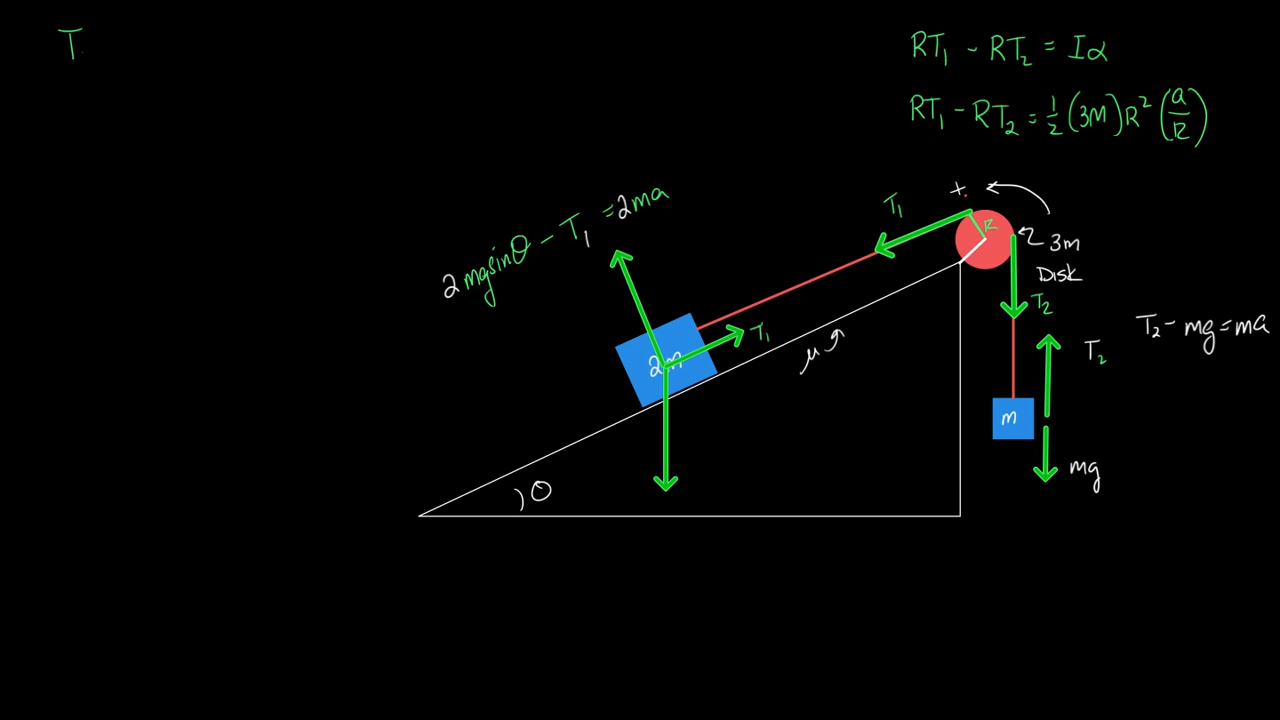 T
RT₁ - RT₂ = Iα
RT₁ - RT₂ = 1/2 (3M) R² (a/R)
2mgsinθ - T₁ = 2ma
T₁
+
R
3m
Disk
T₂
T₂ - mg = ma
2m
T₁
μ
T₂
m
mg
θ